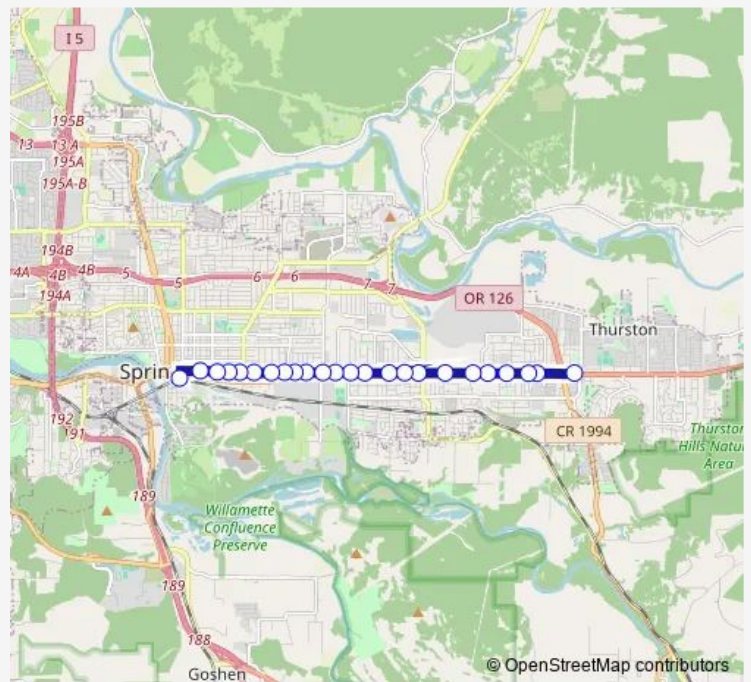 I 5
195B
13
13 A
195A
195A-B
194B
4A
4B
4B
5
5
6
6
7
7
194A
OR 126
Thurston
Sprin
192
191
CR 1994
Thurston
Hills Natu
Area
189
Willamette
Confluence
Preserve
189
188
Goshen
© OpenStreetMap contributors